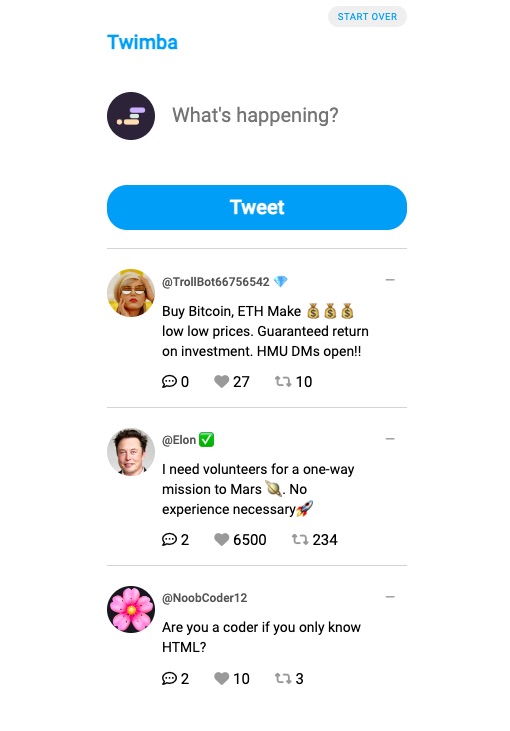 START OVER
Twimba
What's happening?
Tweet
@TrollBot66756542 💎
Buy Bitcoin, ETH Make 💰💰💰
low low prices. Guaranteed return
on investment. HMU DMs open!!
0 27 10
@Elon ✅
I need volunteers for a one-way
mission to Mars 🪐. No
experience necessary🚀
2 6500 234
@NoobCoder12
Are you a coder if you only know
HTML?
2 10 3